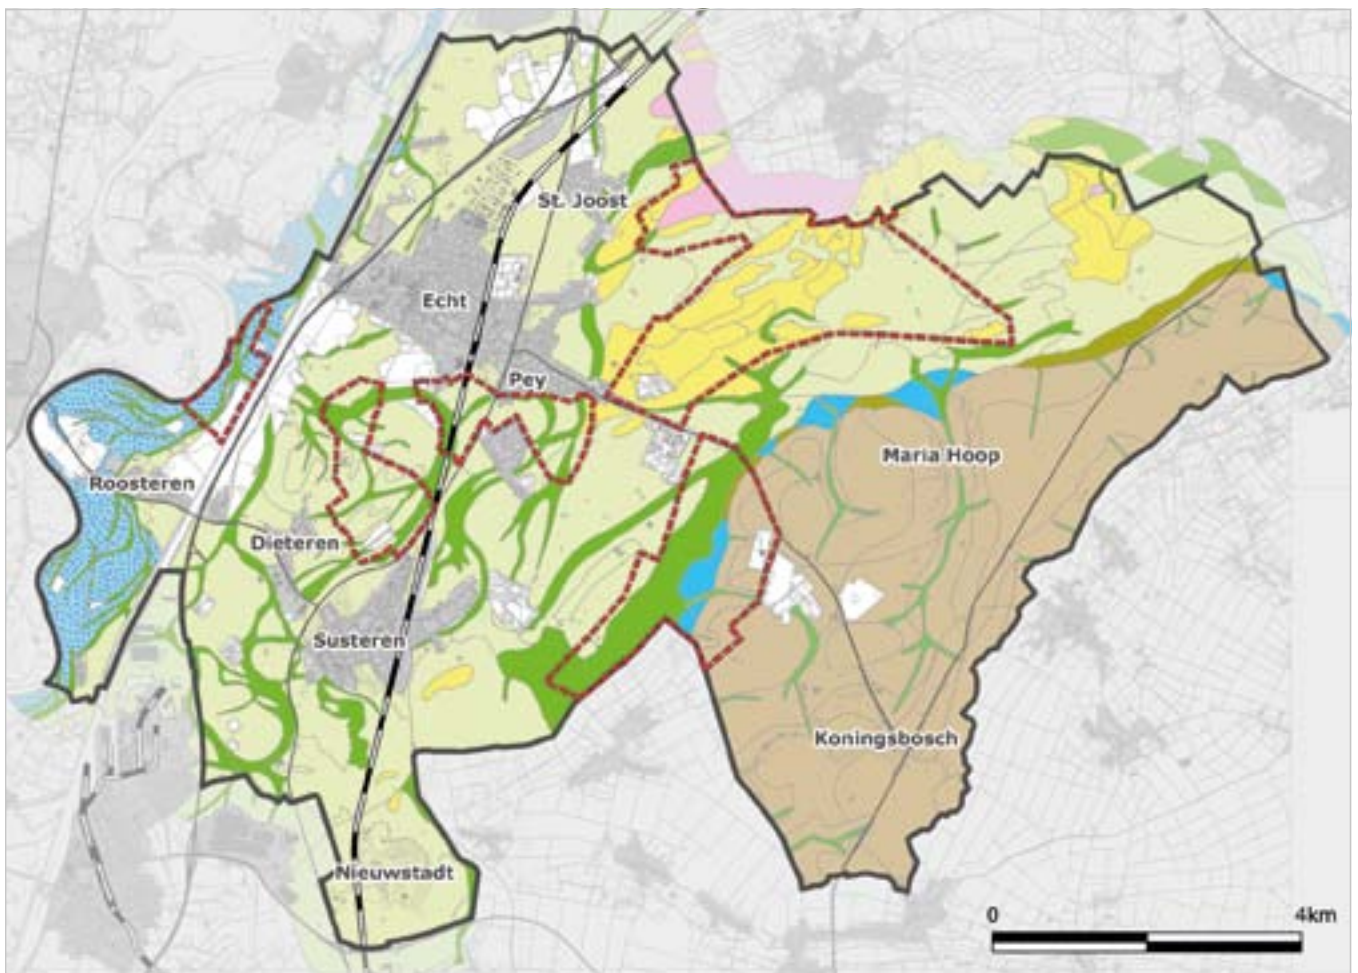 St. Joost
Echt
Pey
Maria Hoop
Roosteren
Dieteren
Susteren
Koningsbosch
Nieuwstadt
0 4km